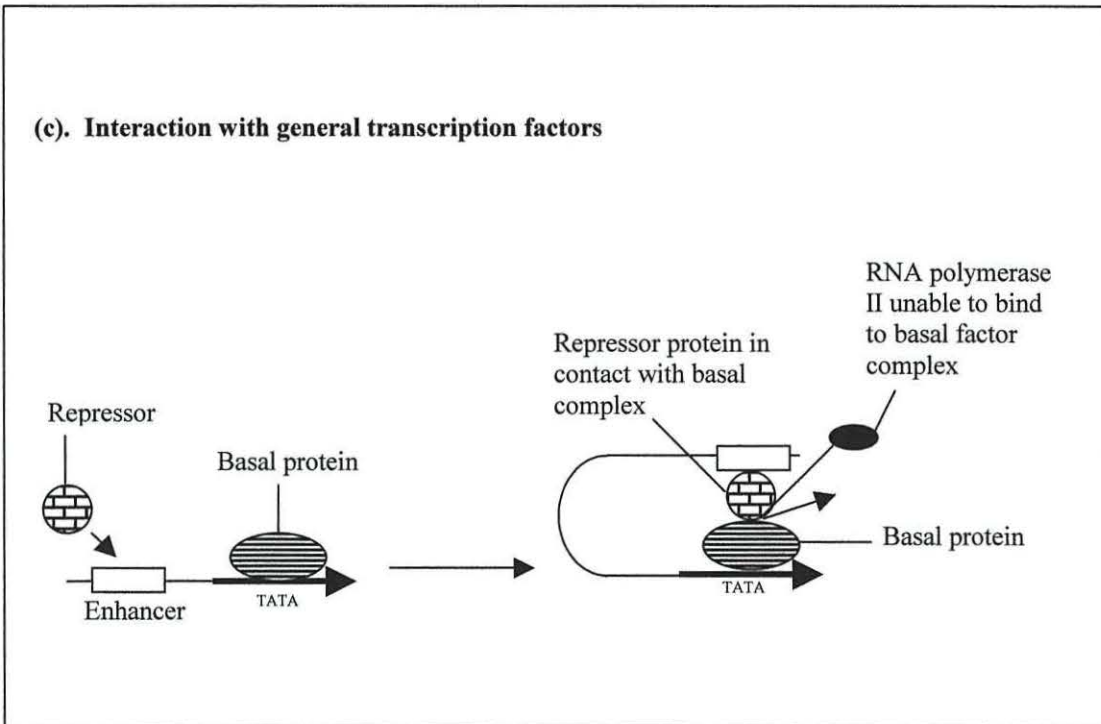 (c). Interaction with general transcription factors
Repressor
Basal protein
Enhancer
TATA
Repressor protein in
contact with basal
complex
RNA polymerase
II unable to bind
to basal factor
complex
Basal protein
TATA